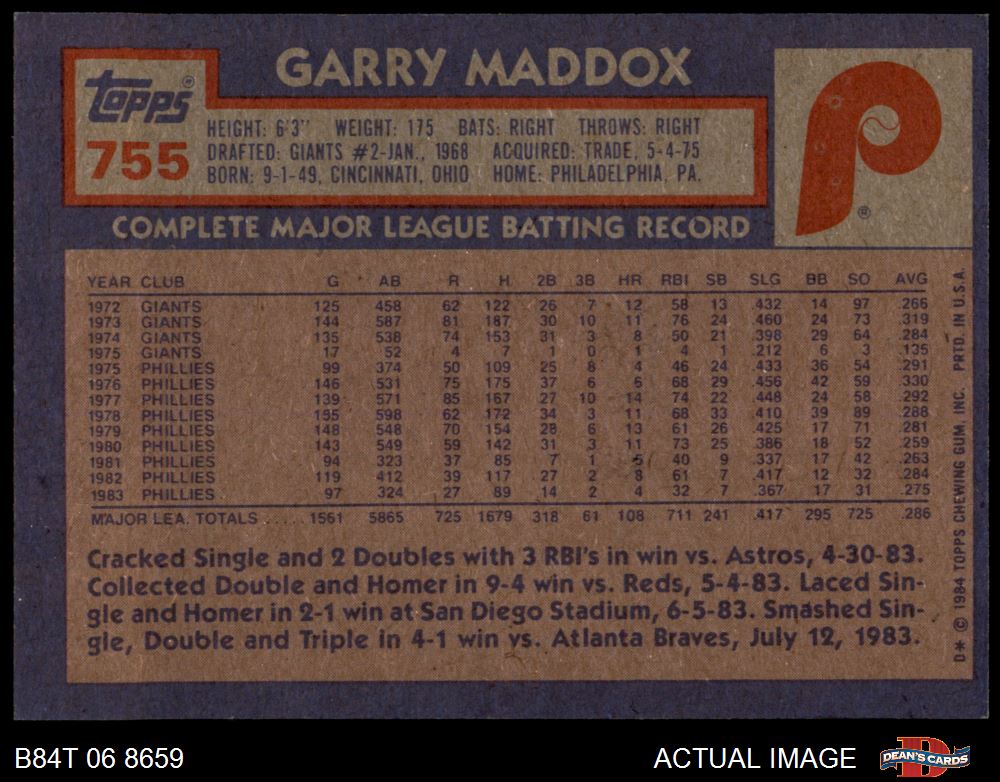 GARRY MADDOX
topps®
755
HEIGHT: 6'3" WEIGHT: 175 BATS: RIGHT THROWS: RIGHT
DRAFTED: GIANTS #2-JAN., 1968 ACQUIRED: TRADE, 5-4-75
BORN: 9-1-49, CINCINNATI, OHIO HOME: PHILADELPHIA, PA.
P
®
COMPLETE MAJOR LEAGUE BATTING RECORD
YEAR CLUB G AB R H 2B 3B HR RBI SB SLG BB SO AVG
1972 GIANTS 125 458 62 122 26 7 12 58 13 .432 14 97 .266
1973 GIANTS 144 587 81 187 30 10 11 76 24 .460 24 73 .319
1974 GIANTS 135 538 74 153 31 3 8 50 21 .398 29 64 .284
1975 GIANTS 17 52 4 7 1 0 1 4 1 .212 6 3 .135
1975 PHILLIES 99 374 50 109 25 8 4 46 24 .433 36 54 .291
1976 PHILLIES 146 531 75 175 37 6 6 68 29 .456 42 59 .330
1977 PHILLIES 139 571 85 167 27 10 14 74 22 .448 24 58 .292
1978 PHILLIES 155 598 62 172 34 3 11 68 33 .410 39 89 .288
1979 PHILLIES 148 548 70 154 28 6 13 61 26 .425 17 71 .281
1980 PHILLIES 143 549 59 142 31 3 11 73 25 .386 18 52 .259
1981 PHILLIES 94 323 37 85 7 1 5 40 9 .337 17 42 .263
1982 PHILLIES 119 412 39 117 27 2 8 61 7 .417 12 32 .284
1983 PHILLIES 97 324 27 89 14 2 4 32 7 .367 17 31 .275
MAJOR LEA. TOTALS ..... 1561 5865 725 1679 318 61 108 711 241 .417 295 725 .286
Cracked Single and 2 Doubles with 3 RBI's in win vs. Astros, 4-30-83.
Collected Double and Homer in 9-4 win vs. Reds, 5-4-83. Laced Sin-
gle and Homer in 2-1 win at San Diego Stadium, 6-5-83. Smashed Sin-
gle, Double and Triple in 4-1 win vs. Atlanta Braves, July 12, 1983.
D* © 1984 TOPPS CHEWING GUM, INC. PRTD. IN U.S.A.
B84T 06 8659
ACTUAL IMAGE
DEAN'S CARDS